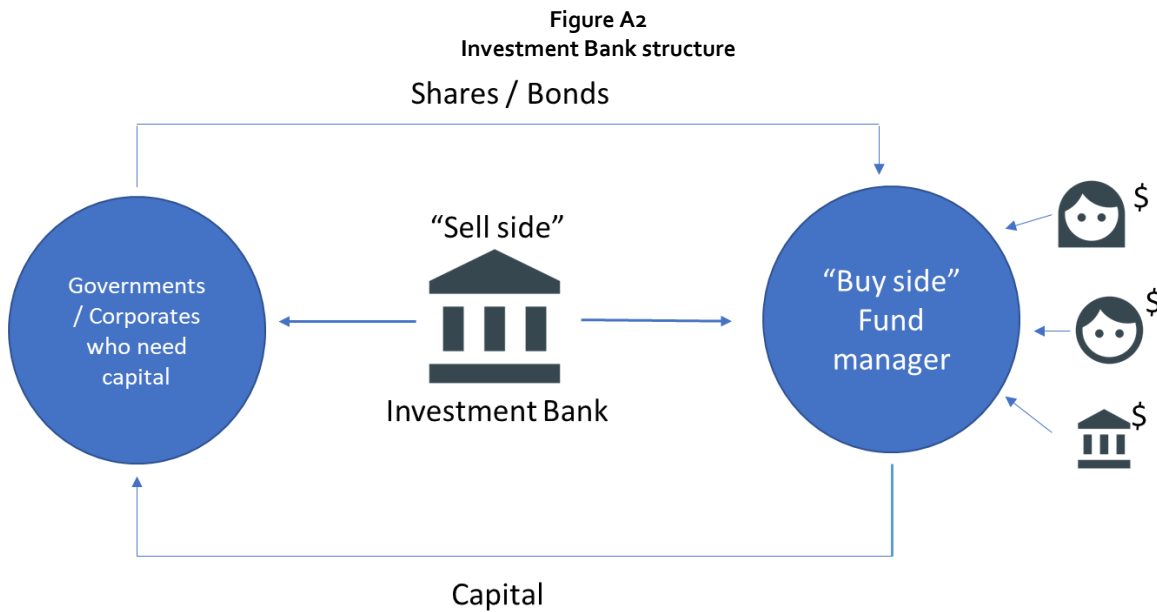 Figure A2
Investment Bank structure
Shares / Bonds
Governments
/ Corporates
who need
capital
“Sell side”
Investment Bank
“Buy side”
Fund
manager
$
$
$
Capital